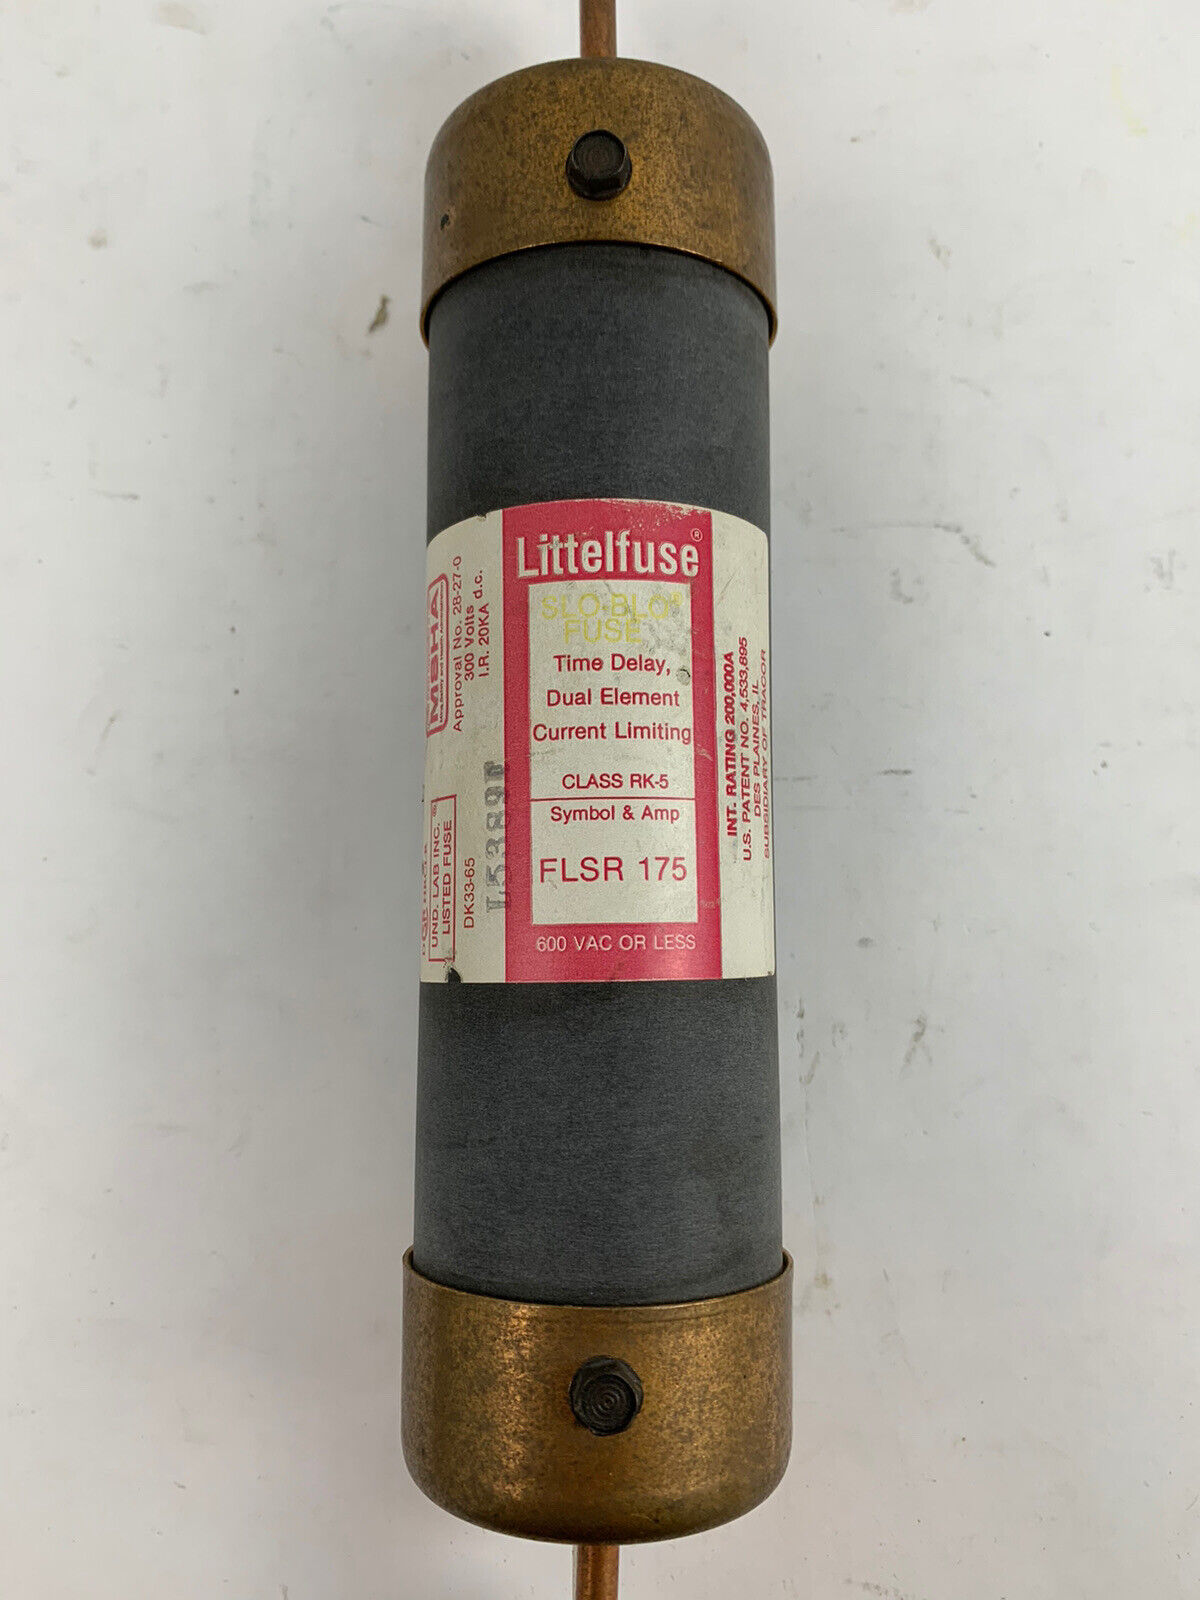 Littelfuse®
SLO-BLO®
FUSE
Time Delay,
Dual Element
Current Limiting
CLASS RK-5
Symbol & Amp
FLSR 175
600 VAC OR LESS
MSHA
Approval No. 28-27-0
300 Volts
I.R. 20KA d.c.
UND. LAB INC. ®
LISTED FUSE
DK33-65
INT. RATING 200,000A
U.S. PATENT NO. 4,533,895
DES PLAINES, IL
SUBSIDIARY OF TRACOR